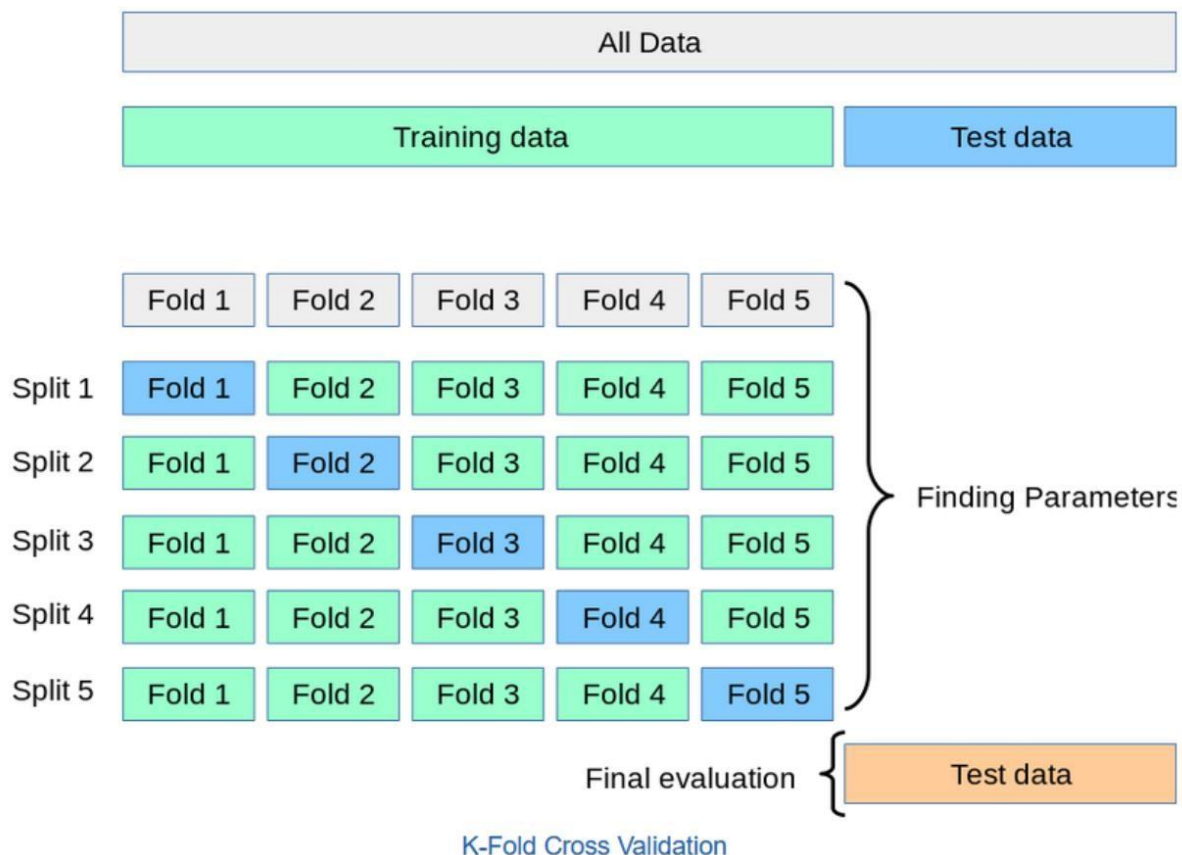 All Data
Training data Test data
Fold 1 Fold 2 Fold 3 Fold 4 Fold 5
Split 1 Fold 1 Fold 2 Fold 3 Fold 4 Fold 5
Split 2 Fold 1 Fold 2 Fold 3 Fold 4 Fold 5
Finding Parameters
Split 3 Fold 1 Fold 2 Fold 3 Fold 4 Fold 5
Split 4 Fold 1 Fold 2 Fold 3 Fold 4 Fold 5
Split 5 Fold 1 Fold 2 Fold 3 Fold 4 Fold 5
Final evaluation Test data
K-Fold Cross Validation